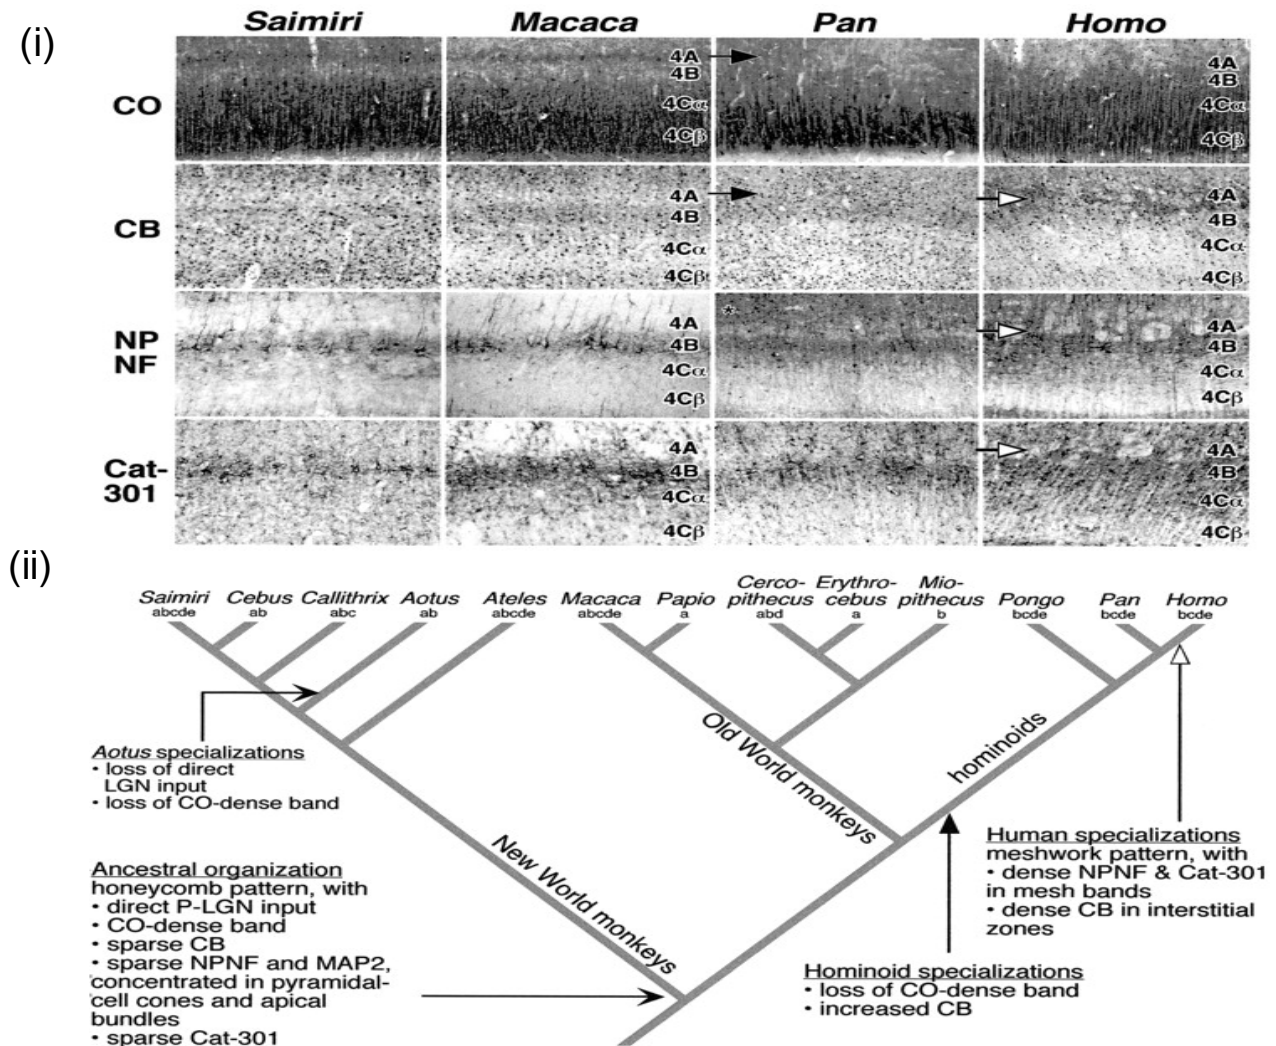 (i)
Saimiri Macaca Pan Homo
CO
4A
4B
4Cα
4Cβ
4A
4B
4Cα
4Cβ
CB
4A
4B
4Cα
4Cβ
4A
4B
4Cα
4Cβ
NP
NF
4A
4B
4Cα
4Cβ
*
4A
4B
4Cα
4Cβ
Cat-
301
4A
4B
4Cα
4Cβ
4A
4B
4Cα
4Cβ
(ii)
Saimiri
abcde
Cebus
ab
Callithrix
abc
Aotus
ab
Ateles
abcde
Macaca
abcde
Papio
a
Cerco-
pithecus
abd
Erythro-
cebus
a
Mio-
pithecus
b
Pongo
bcde
Pan
bcde
Homo
bcde
New World monkeys
Old World monkeys
hominoids
Aotus specializations
• loss of direct
LGN input
• loss of CO-dense band
Ancestral organization
honeycomb pattern, with
• direct P-LGN input
• CO-dense band
• sparse CB
• sparse NPNF and MAP2,
concentrated in pyramidal-
cell cones and apical
bundles
• sparse Cat-301
Hominoid specializations
• loss of CO-dense band
• increased CB
Human specializations
meshwork pattern, with
• dense NPNF & Cat-301
in mesh bands
• dense CB in interstitial
zones